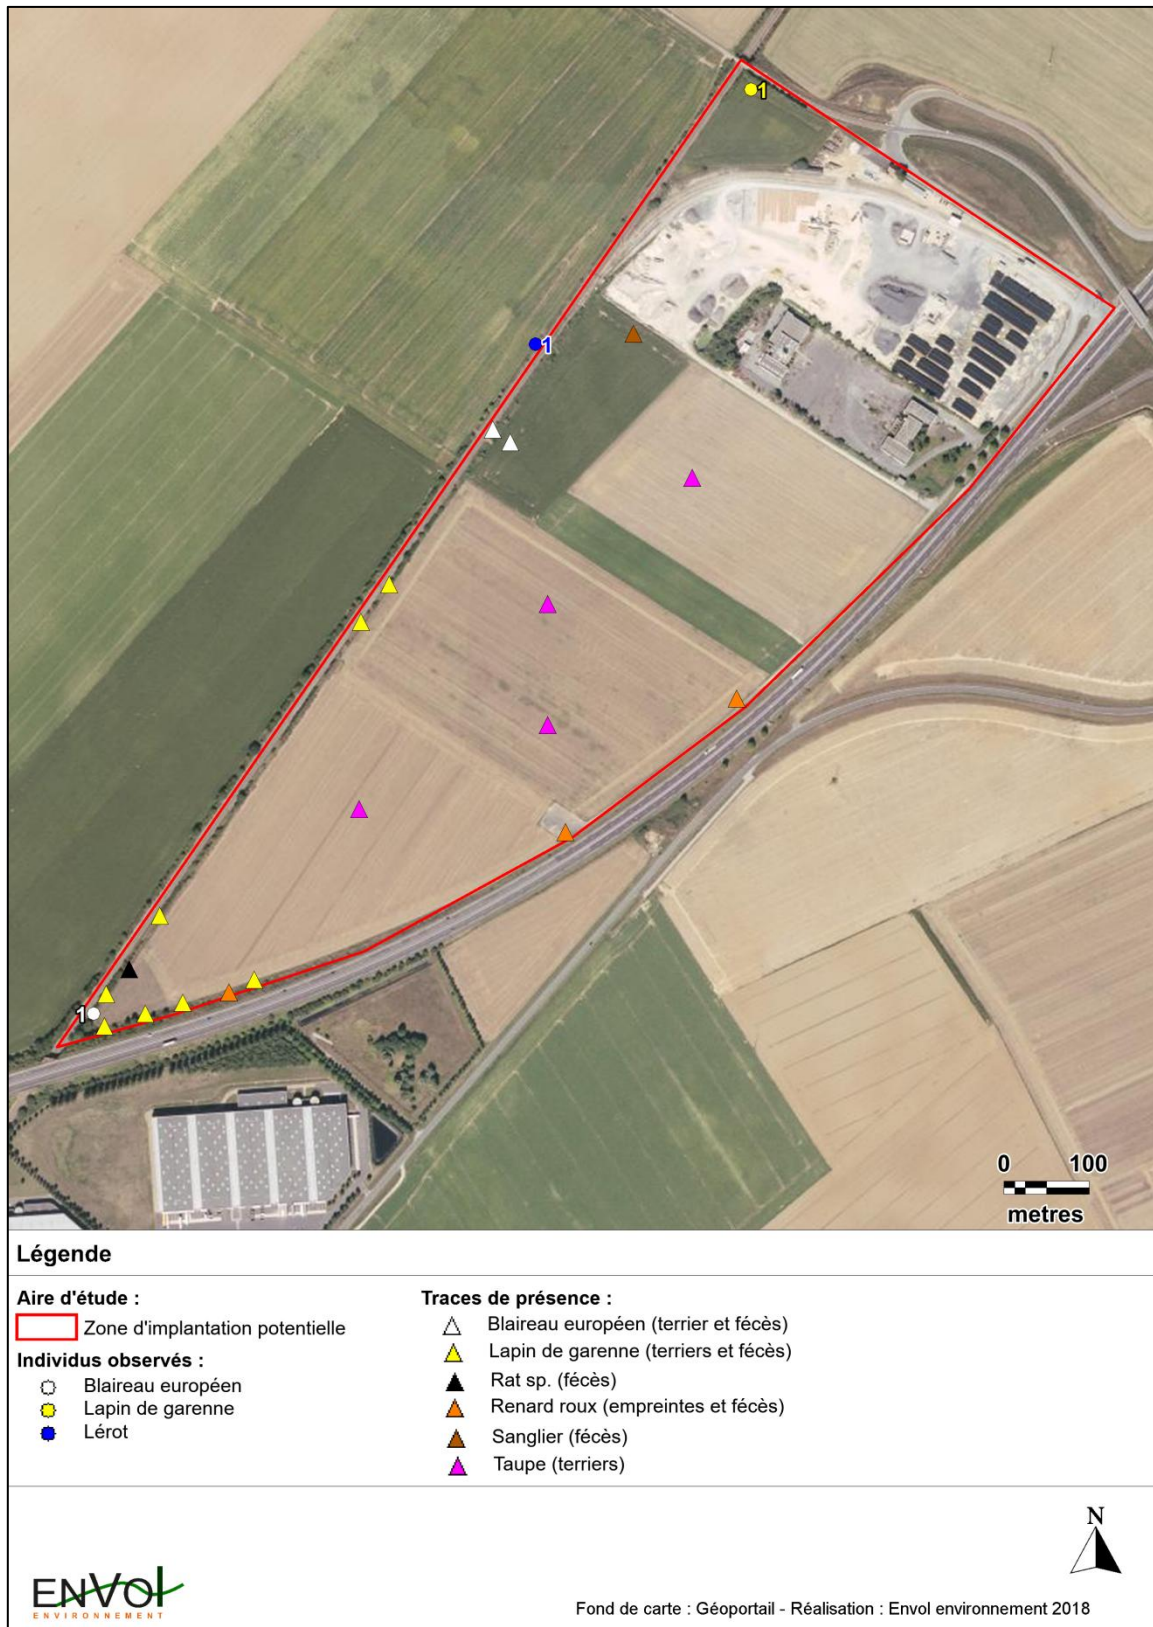 1
1
1
0 100
metres
Légende
Aire d'étude :
Zone d'implantation potentielle
Individus observés :
Blaireau européen
Lapin de garenne
Lérot
Traces de présence :
Blaireau européen (terrier et fécès)
Lapin de garenne (terriers et fécès)
Rat sp. (fécès)
Renard roux (empreintes et fécès)
Sanglier (fécès)
Taupe (terriers)
N
ENVOl
ENVIRONNEMENT
Fond de carte : Géoportail - Réalisation : Envol environnement 2018